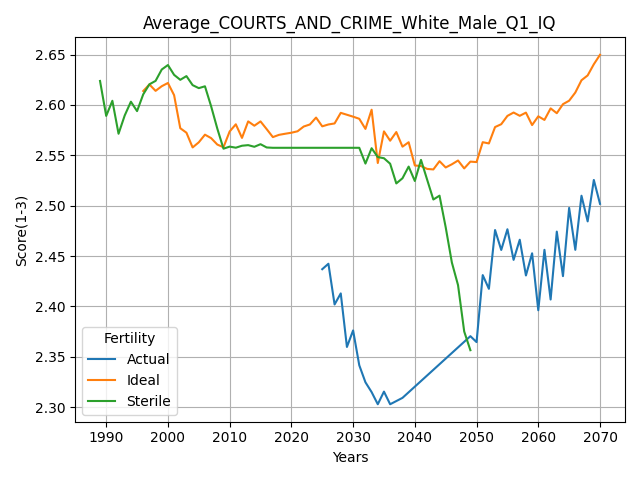 Average_COURTS_AND_CRIME_White_Male_Q1_IQ
2.65
2.60
2.55
2.50
2.45
2.40
2.35
2.30
Score(1-3)
Fertility
Actual
Ideal
Sterile
1990 2000 2010 2020 2030 2040 2050 2060 2070
Years